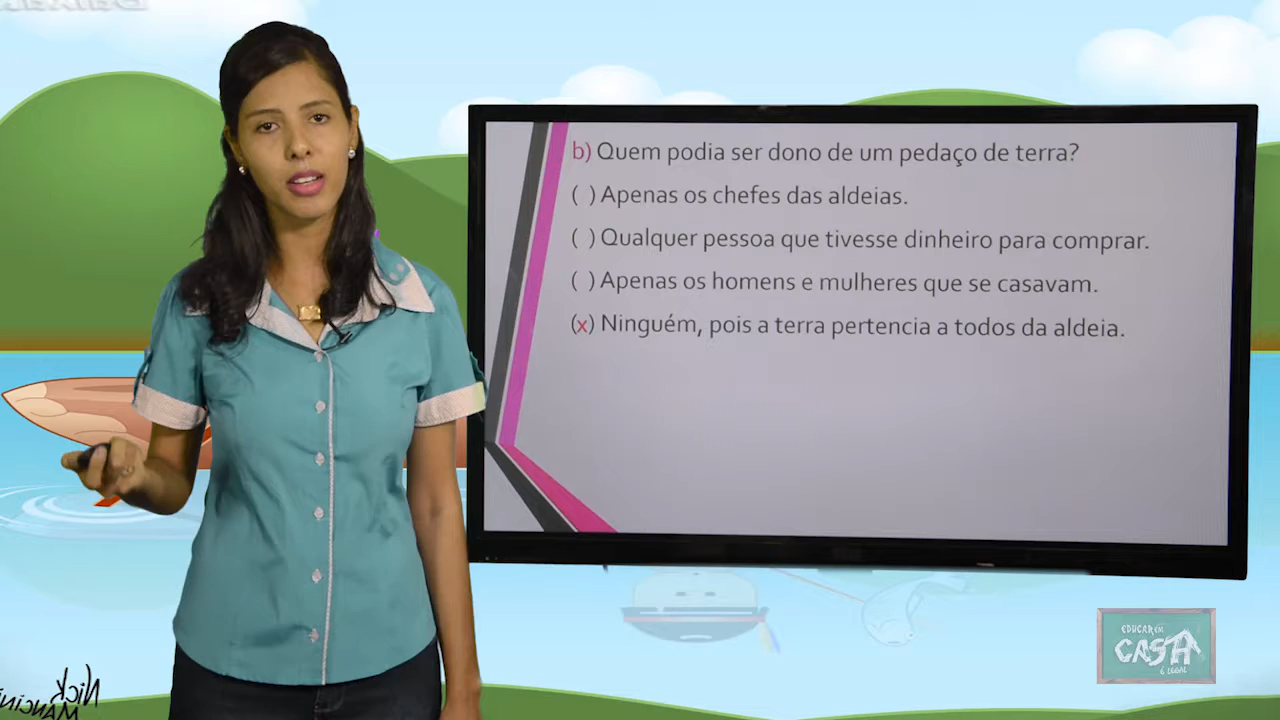 b) Quem podia ser dono de um pedaço de terra?
( ) Apenas os chefes das aldeias.
( ) Qualquer pessoa que tivesse dinheiro para comprar.
( ) Apenas os homens e mulheres que se casavam.
(x) Ninguém, pois a terra pertencia a todos da aldeia.
EDUCAR EM
CASA
É LEGAL
Nick
Mancini